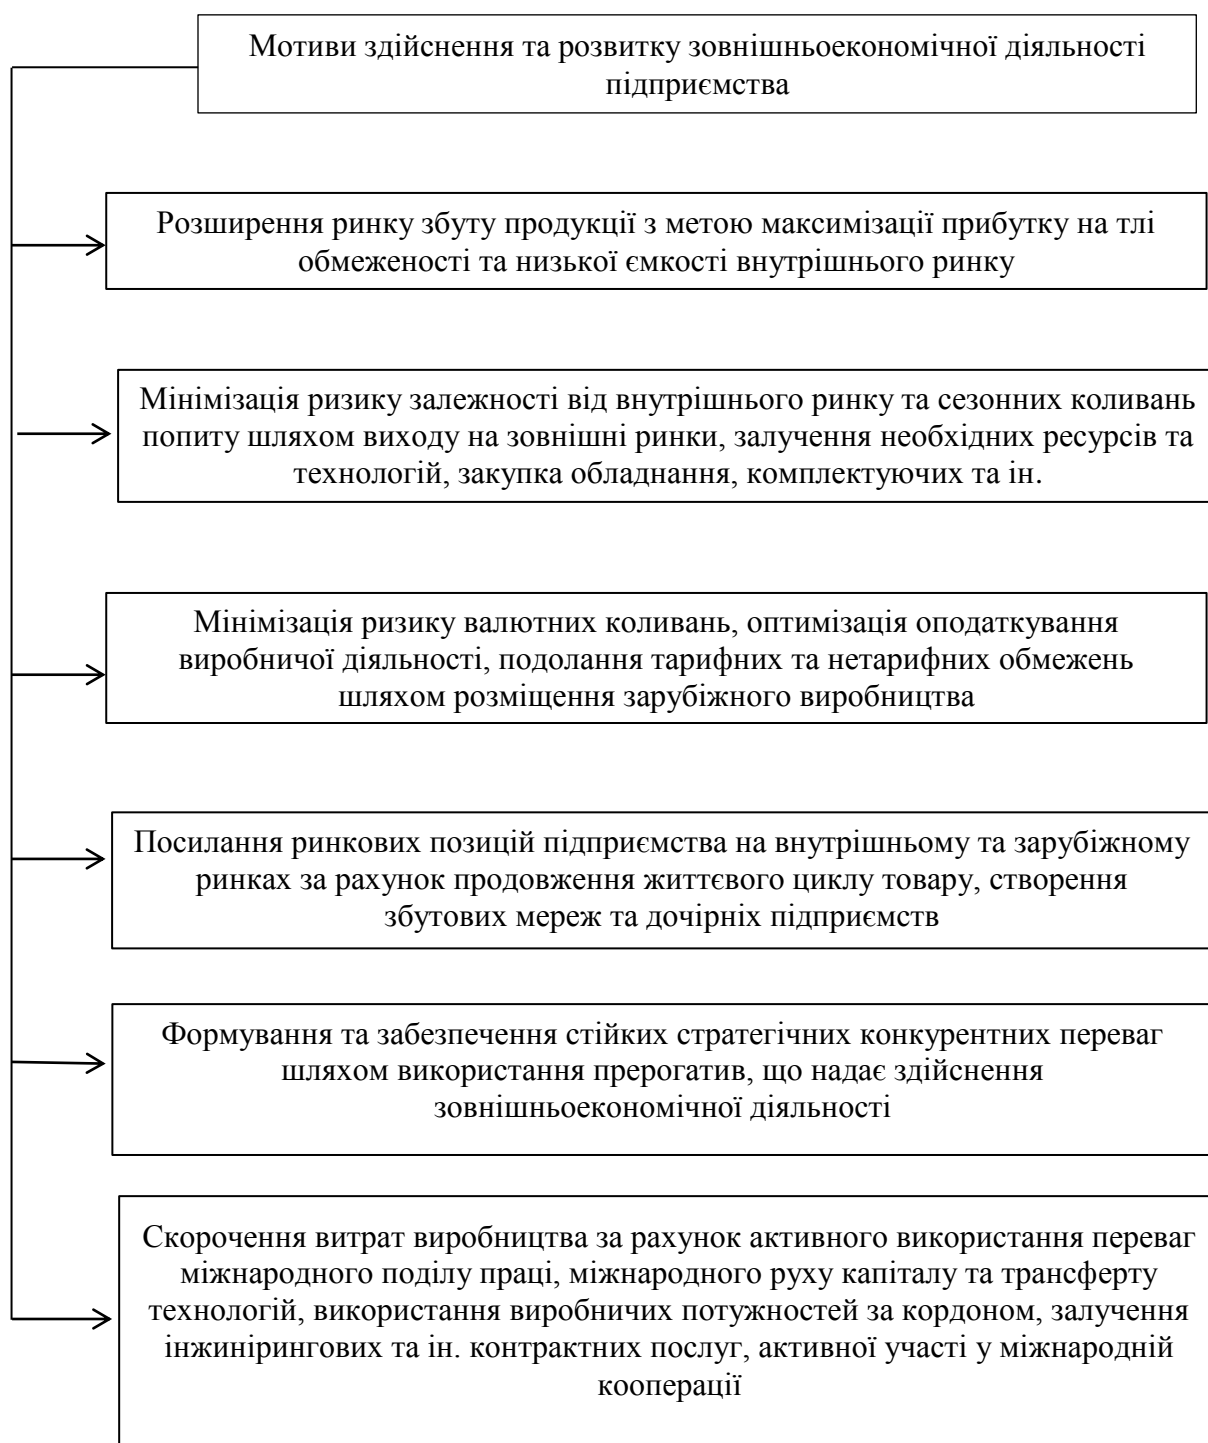 Мотиви здійснення та розвитку зовнішньоекономічної діяльності
підприємства
Розширення ринку збуту продукції з метою максимізації прибутку на тлі
обмеженості та низької ємкості внутрішнього ринку
Мінімізація ризику залежності від внутрішнього ринку та сезонних коливань
попиту шляхом виходу на зовнішні ринки, залучення необхідних ресурсів та
технологій, закупка обладнання, комплектуючих та ін.
Мінімізація ризику валютних коливань, оптимізація оподаткування
виробничої діяльності, подолання тарифних та нетарифних обмежень
шляхом розміщення зарубіжного виробництва
Посилання ринкових позицій підприємства на внутрішньому та зарубіжному
ринках за рахунок продовження життєвого циклу товару, створення
збутових мереж та дочірніх підприємств
Формування та забезпечення стійких стратегічних конкурентних переваг
шляхом використання прерогатив, що надає здійснення
зовнішньоекономічної діяльності
Скорочення витрат виробництва за рахунок активного використання переваг
міжнародного поділу праці, міжнародного руху капіталу та трансферту
технологій, використання виробничих потужностей за кордоном, залучення
інжинірингових та ін. контрактних послуг, активної участі у міжнародній
кооперації